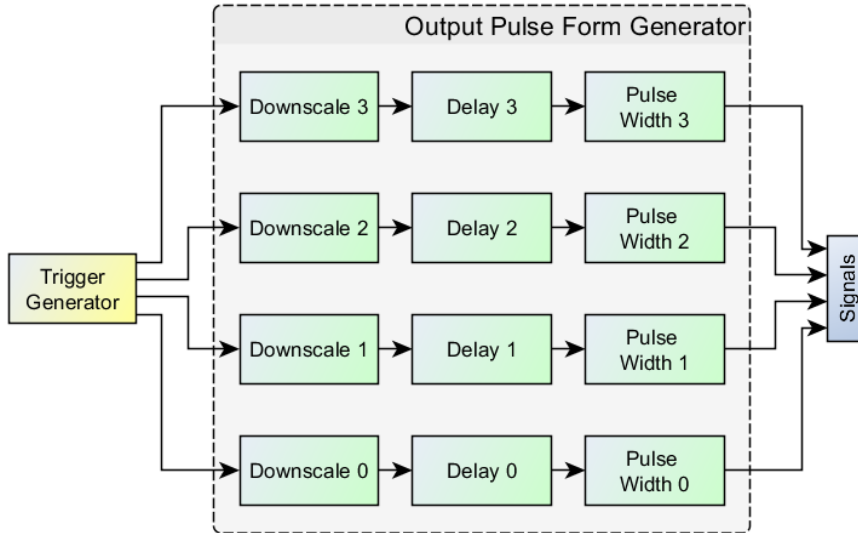 Output Pulse Form Generator
Downscale 3
Delay 3
Pulse
Width 3
Downscale 2
Delay 2
Pulse
Width 2
Trigger
Generator
Signals
Downscale 1
Delay 1
Pulse
Width 1
Downscale 0
Delay 0
Pulse
Width 0